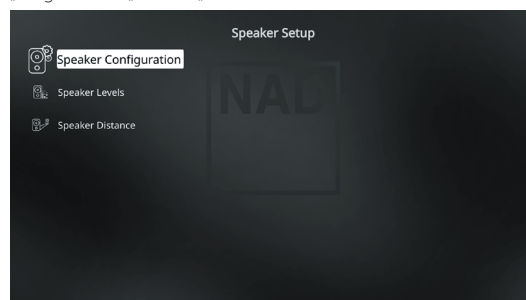 Speaker Setup
Speaker Configuration
Speaker Levels
Speaker Distance
NAD